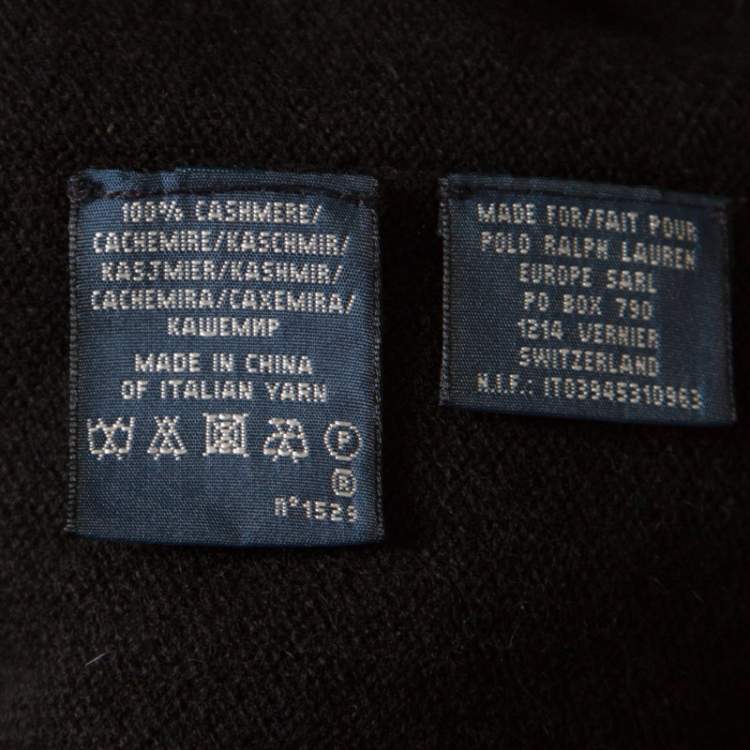 100% CASHMERE/
CACHEMIRE/KASCHMIR/
KASJMIER/KASHMIR/
CACHEMIRA/CAXEMIRA/
КАШЕМИР
MADE IN CHINA
OF ITALIAN YARN
P
®
n°1529
MADE FOR/FAIT POUR
POLO RALPH LAUREN
EUROPE SARL
PO BOX 790
1214 VERNIER
SWITZERLAND
N.I.F.: IT03945310963